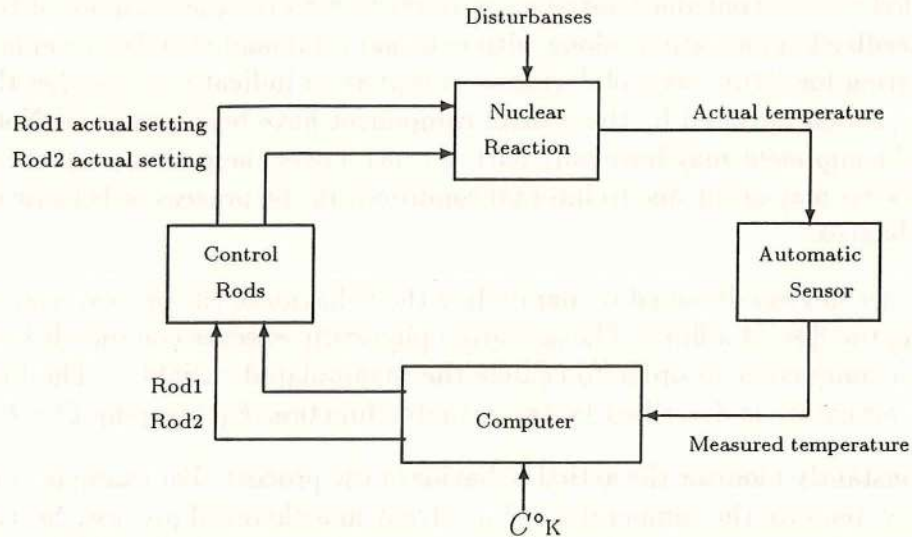 Disturbanses
Nuclear
Reaction
Rod1 actual setting
Rod2 actual setting
Actual temperature
Control
Rods
Automatic
Sensor
Rod1
Rod2
Computer
Measured temperature
C°K